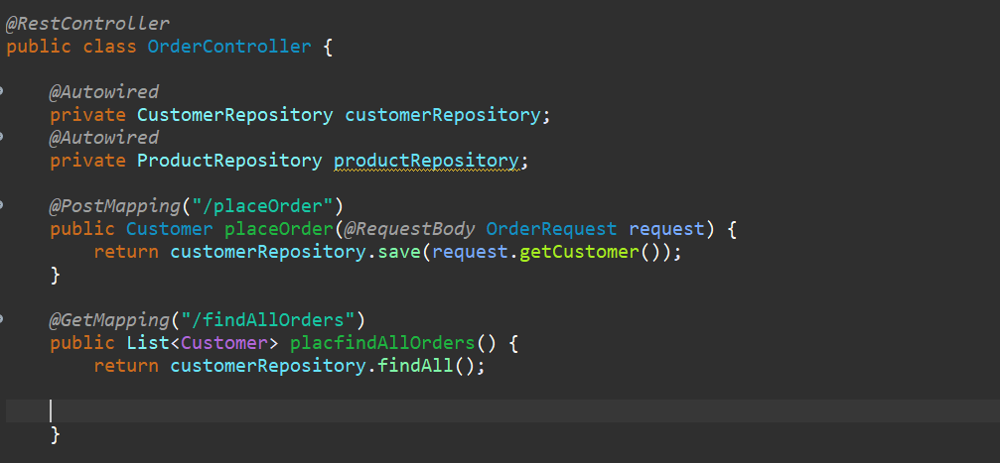 @RestController
public class OrderController {
@Autowired
private CustomerRepository customerRepository;
@Autowired
private ProductRepository productRepository;
@PostMapping("/placeOrder")
public Customer placeOrder(@RequestBody OrderRequest request) {
return customerRepository.save(request.getCustomer());
}
@GetMapping("/findAllOrders")
public List<Customer> placfindAllOrders() {
return customerRepository.findAll();
}